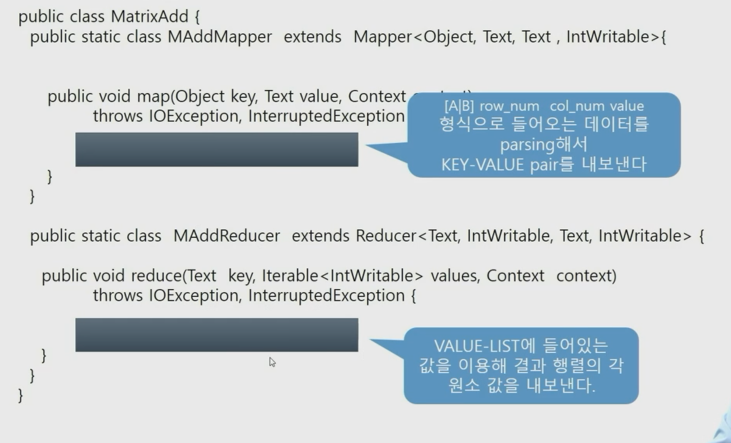 public class MatrixAdd {
public static class MAddMapper extends Mapper<Object, Text, Text , IntWritable>{
public void map(Object key, Text value, Context
throws IOException, InterruptedException
[A|B] row_num col_num value
형식으로 들어오는 데이터를
parsing해서
KEY-VALUE pair를 내보낸다
}
}
public static class MAddReducer extends Reducer<Text, IntWritable, Text, IntWritable> {
public void reduce(Text key, Iterable<IntWritable> values, Context context)
throws IOException, InterruptedException {
VALUE-LIST에 들어있는
값을 이용해 결과 행렬의 각
원소 값을 내보낸다.
}
}
}